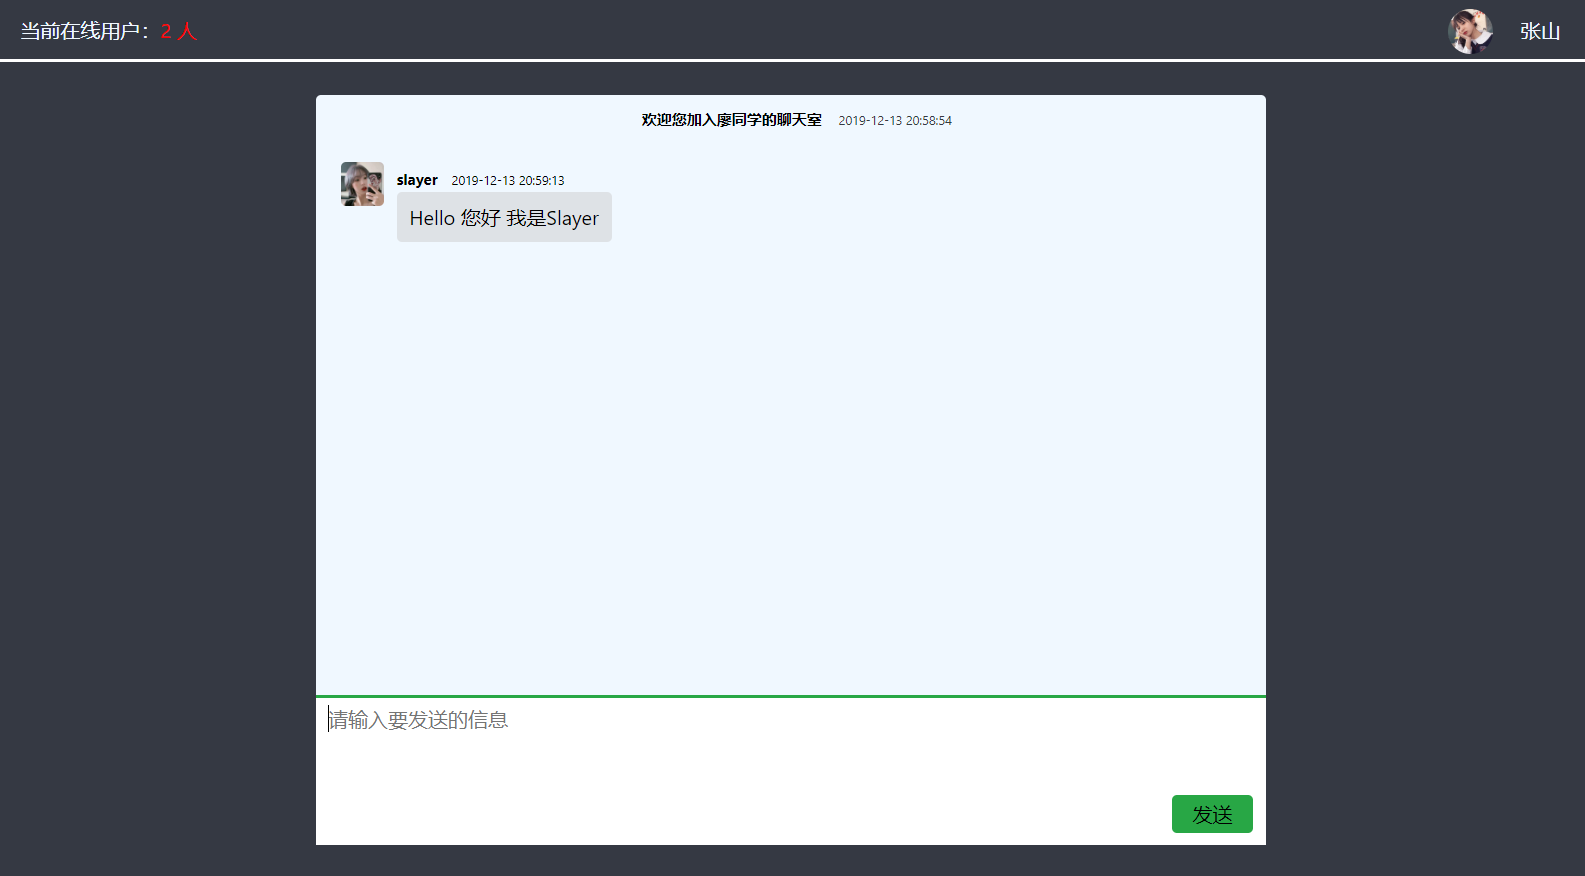 当前在线用户：2 人
张山
欢迎您加入廖同学的聊天室 2019-12-13 20:58:54
slayer 2019-12-13 20:59:13
Hello 您好 我是Slayer
请输入要发送的信息
发送